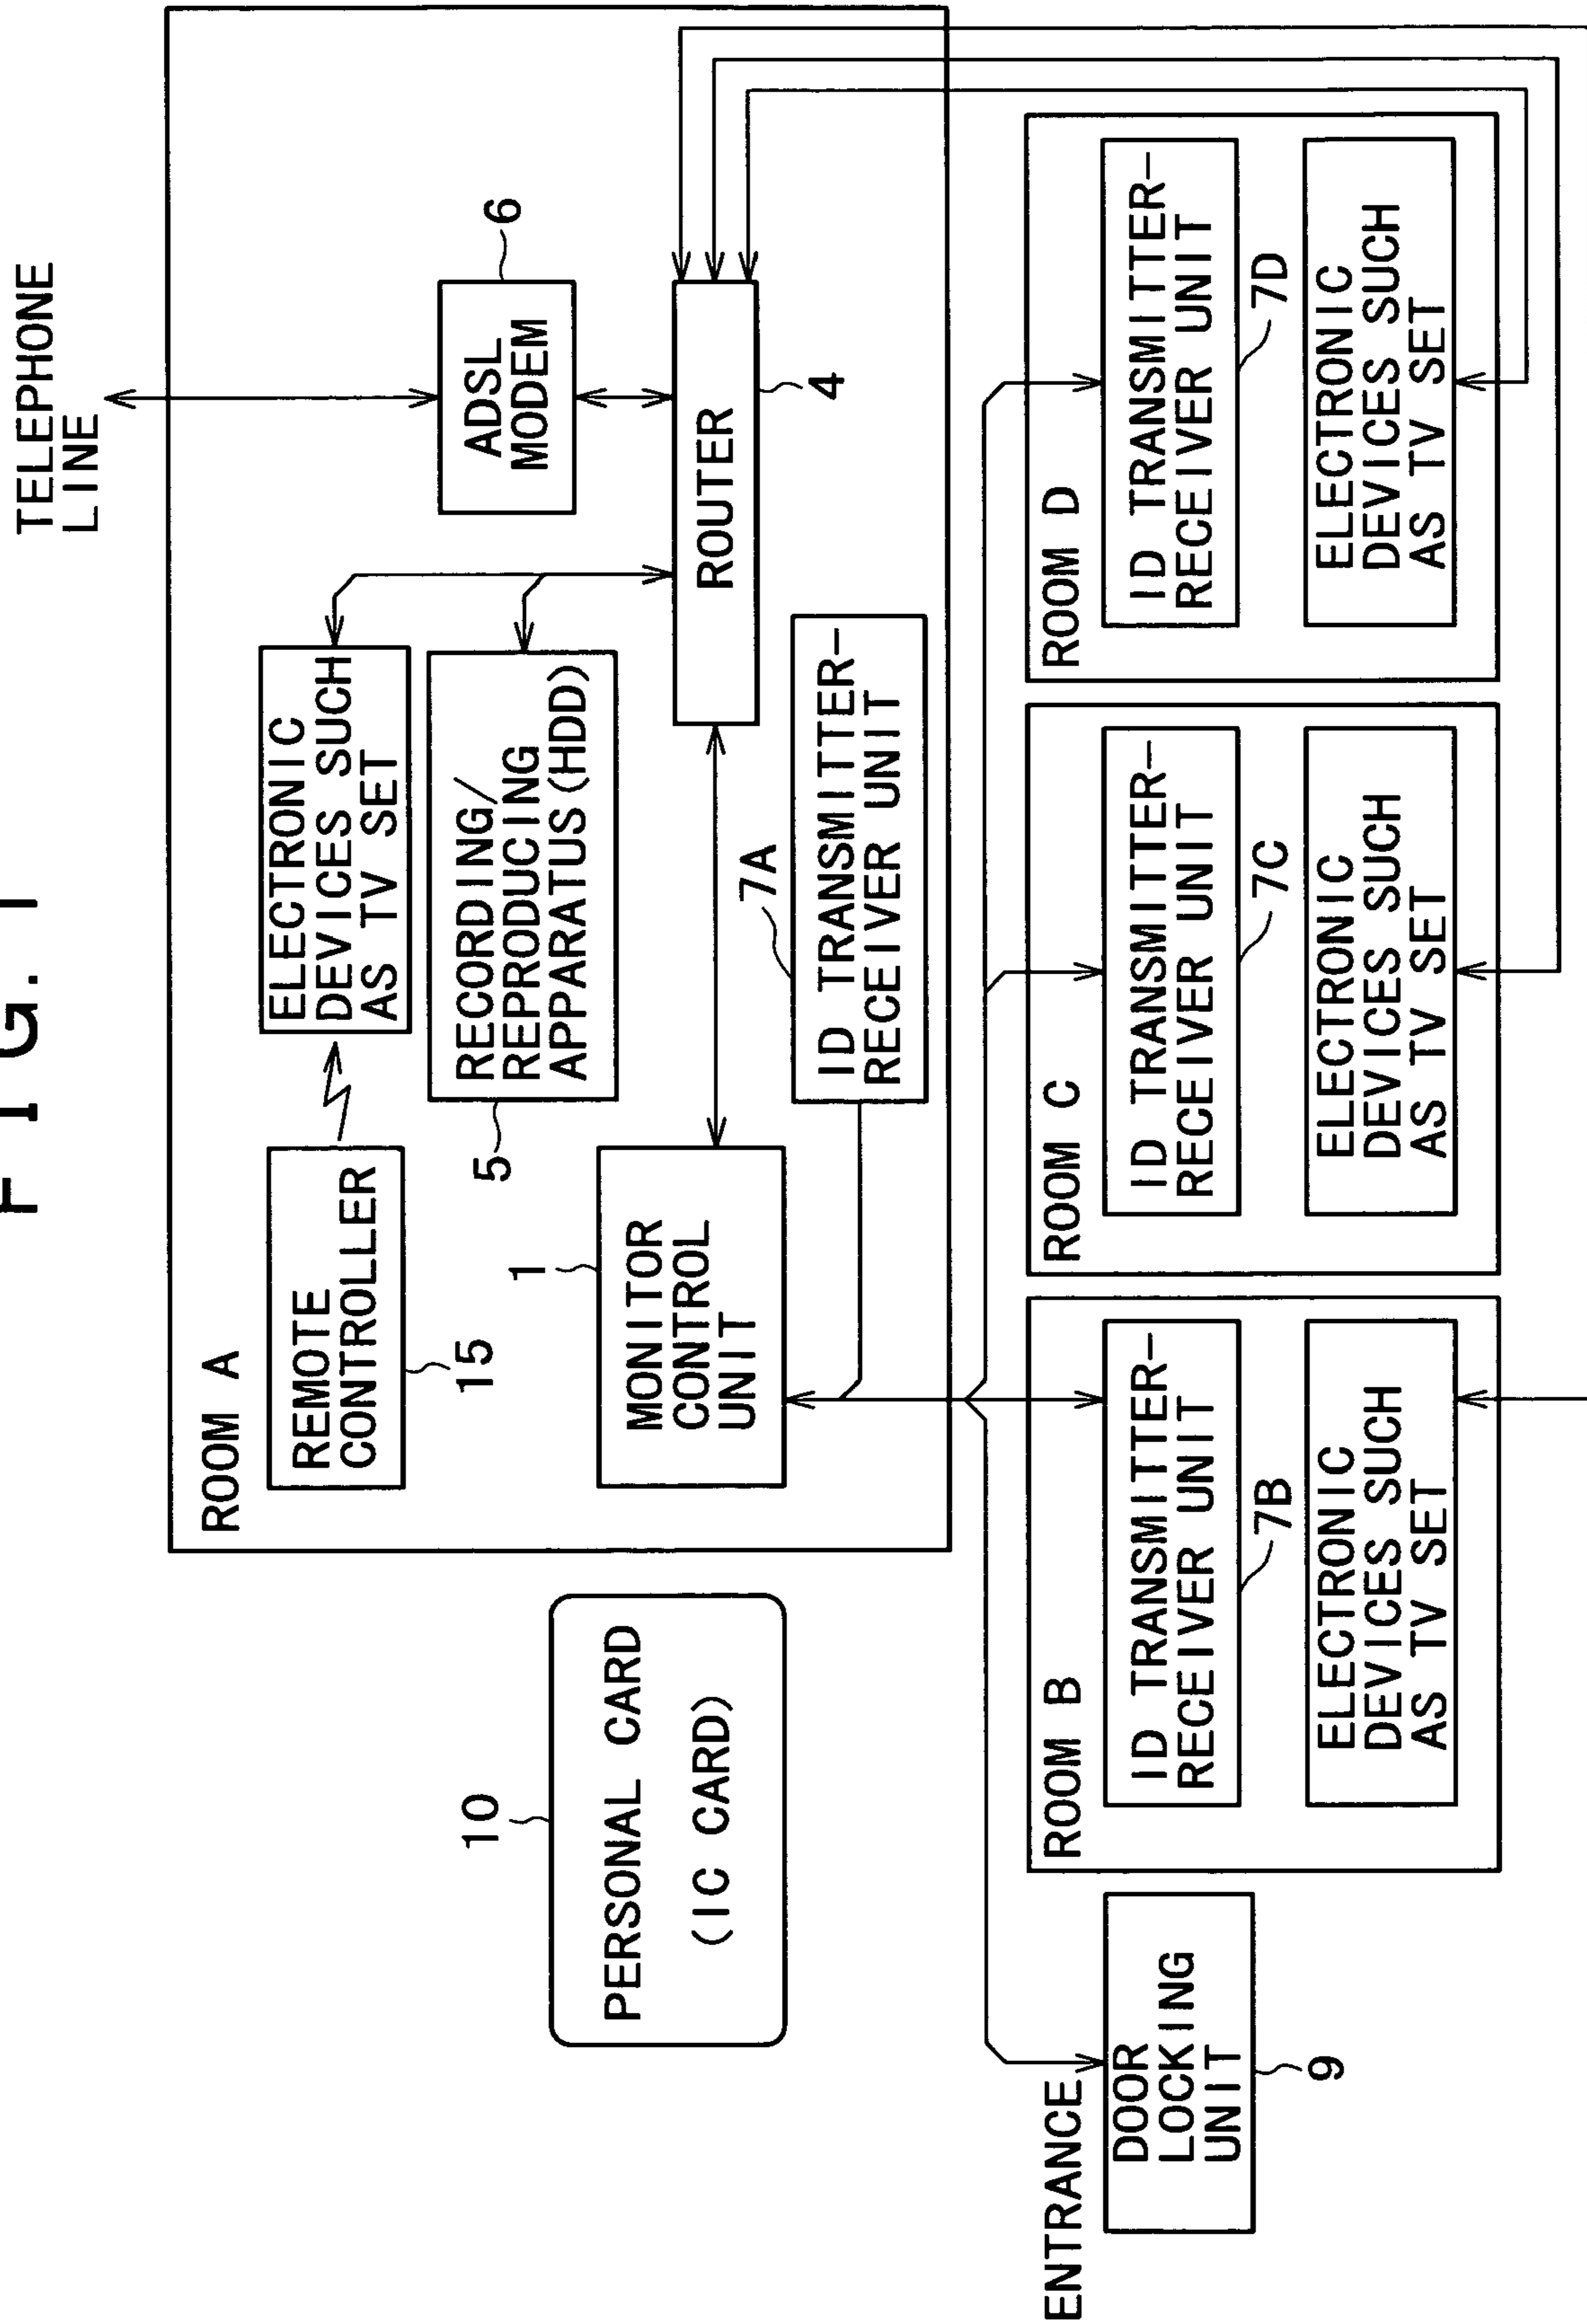 FIG. 1
TELEPHONE
LINE
ROOM A
REMOTE
CONTROLLER
15
ELECTRONIC
DEVICES SUCH
AS TV SET
RECORDING/
REPRODUCING
APPARATUS(HDD)
5
ADSL
MODEM
6
MONITOR
CONTROL
UNIT
1
ROUTER
4
7A
ID TRANSMITTER-
RECEIVER UNIT
10
PERSONAL CARD
(IC CARD)
ENTRANCE
DOOR
LOCKING
UNIT
9
ROOM B
ID TRANSMITTER-
RECEIVER UNIT
7B
ELECTRONIC
DEVICES SUCH
AS TV SET
ROOM C
ID TRANSMITTER-
RECEIVER UNIT
7C
ELECTRONIC
DEVICES SUCH
AS TV SET
ROOM D
ID TRANSMITTER-
RECEIVER UNIT
7D
ELECTRONIC
DEVICES SUCH
AS TV SET